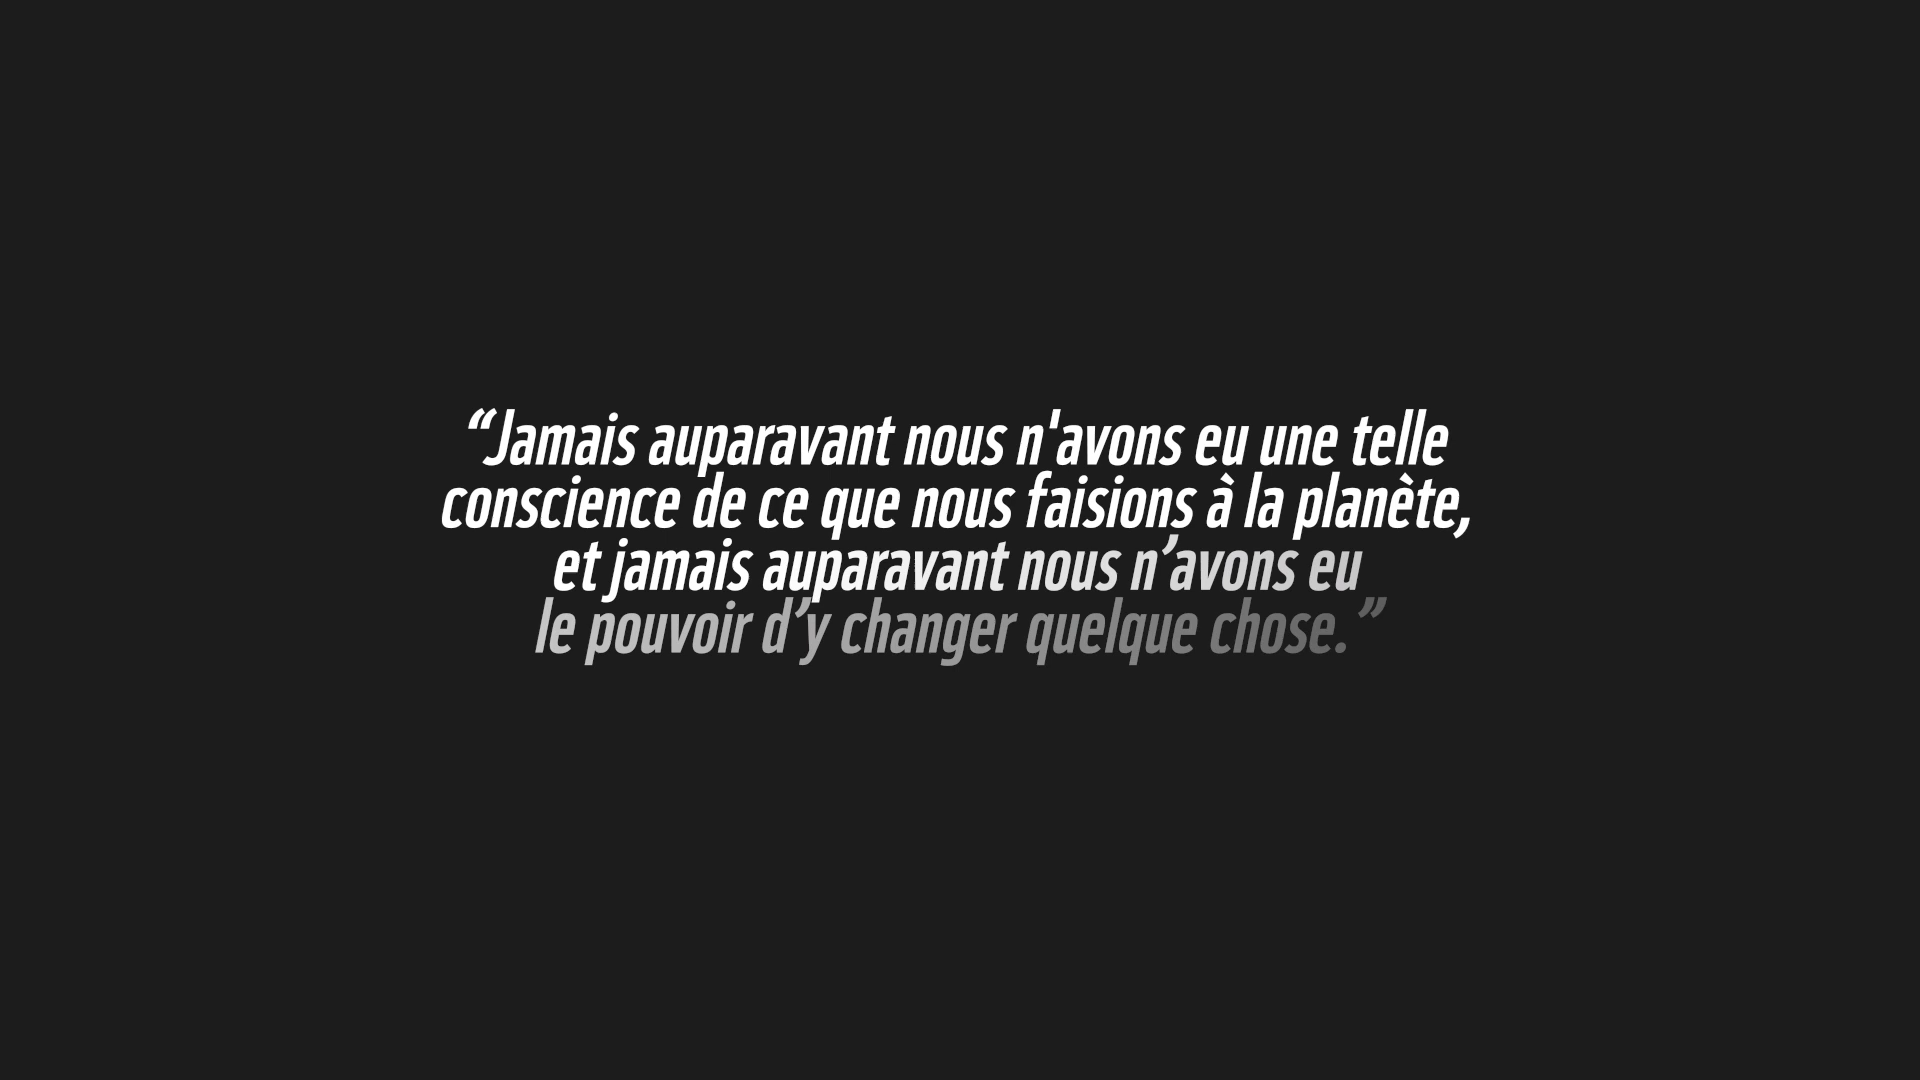 “Jamais auparavant nous n'avons eu une telle
conscience de ce que nous faisions à la planète,
et jamais auparavant nous n’avons eu
le pouvoir d’y changer quelque chose.”